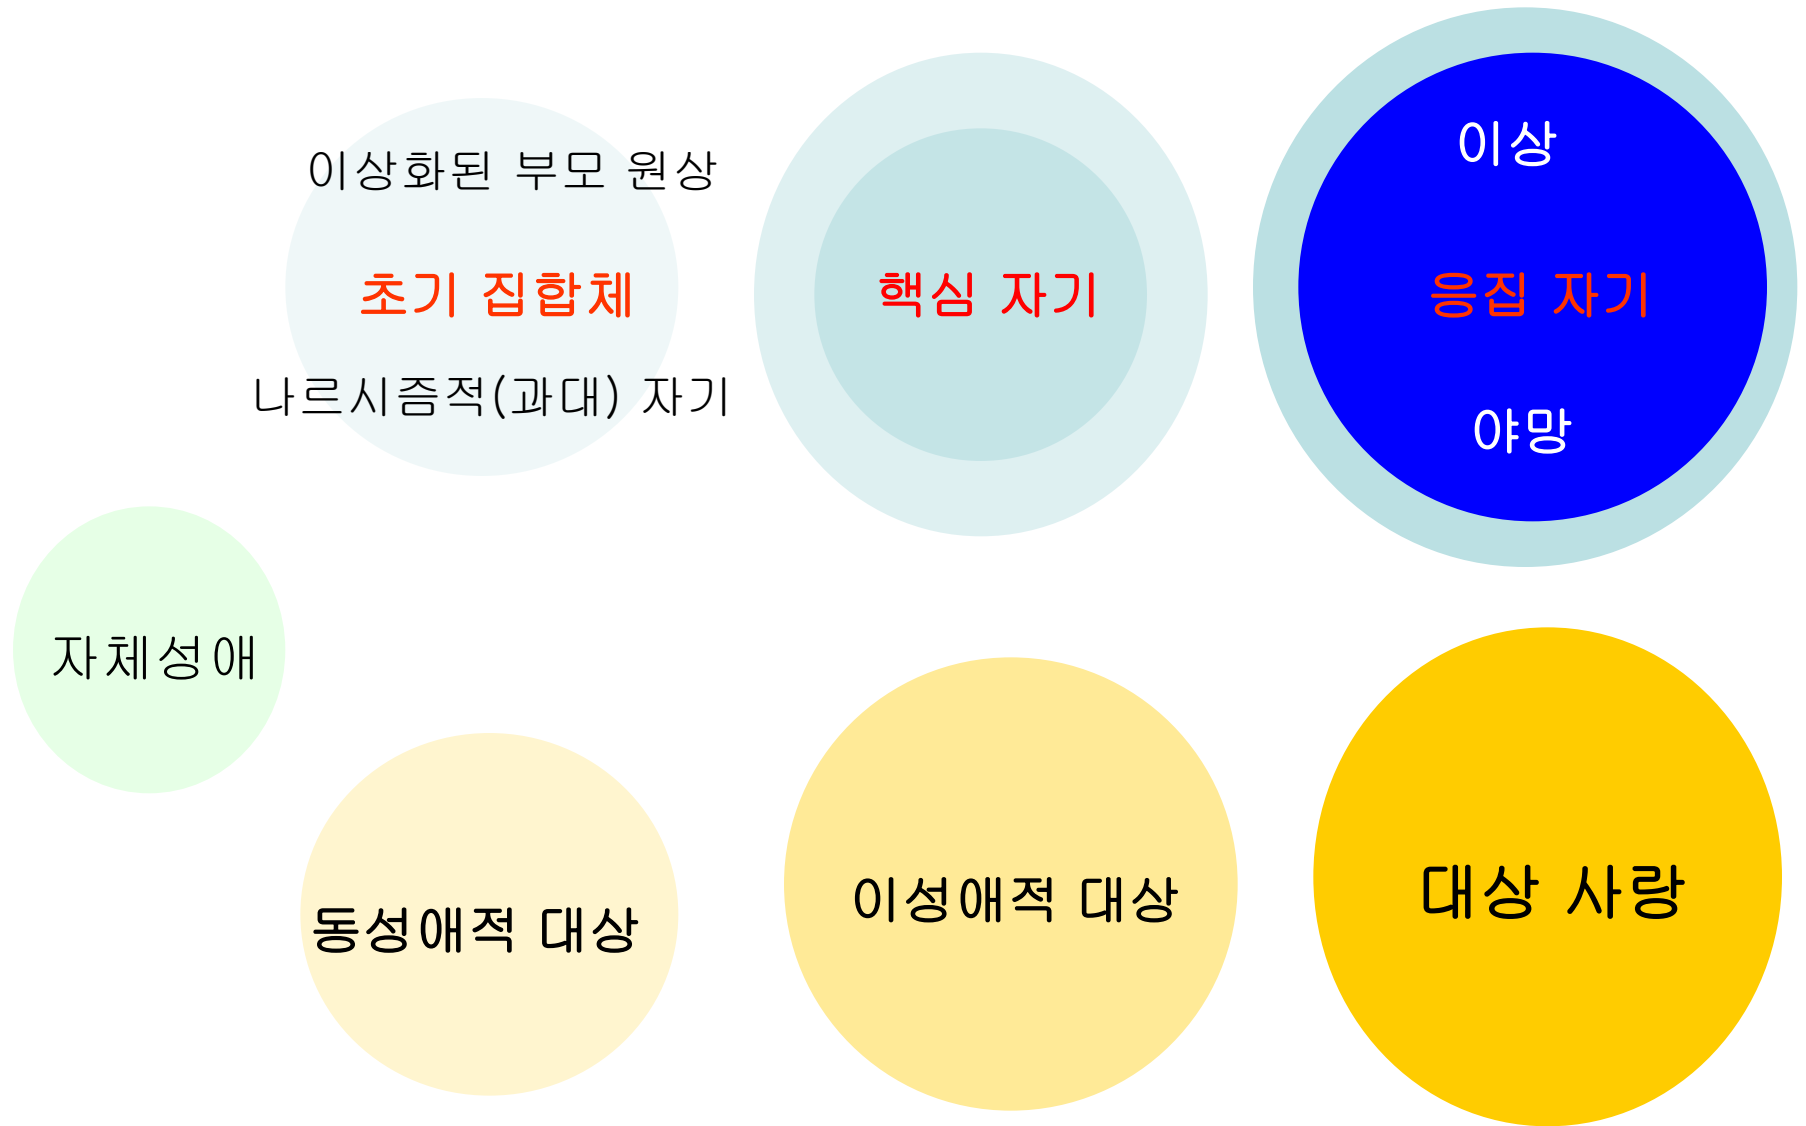 이상화된 부모 원상
초기 집합체
나르시즘적(과대) 자기
핵심 자기
이상
응집 자기
야망
자체성애
동성애적 대상
이성애적 대상
대상 사랑